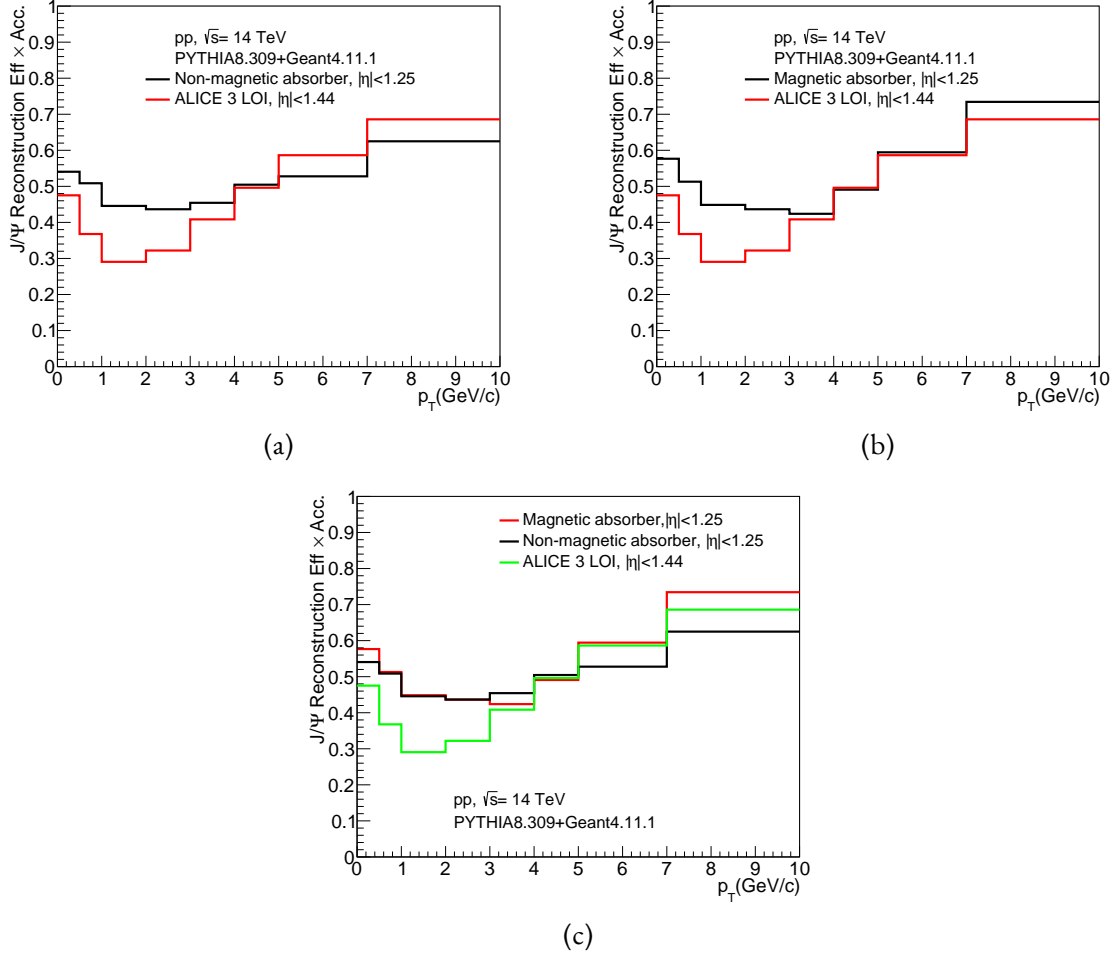 J/Ψ Reconstruction Eff × Acc.
1
0.9
0.8
0.7
0.6
0.5
0.4
0.3
0.2
0.1
0
pp, √s= 14 TeV
PYTHIA8.309+Geant4.11.1
Non-magnetic absorber, |η|<1.25
ALICE 3 LOI, |η|<1.44
0 1 2 3 4 5 6 7 8 9 10
p_T(GeV/c)
(a)
J/Ψ Reconstruction Eff × Acc.
1
0.9
0.8
0.7
0.6
0.5
0.4
0.3
0.2
0.1
0
pp, √s= 14 TeV
PYTHIA8.309+Geant4.11.1
Magnetic absorber, |η|<1.25
ALICE 3 LOI, |η|<1.44
0 1 2 3 4 5 6 7 8 9 10
p_T(GeV/c)
(b)
J/Ψ Reconstruction Eff × Acc.
1
0.9
0.8
0.7
0.6
0.5
0.4
0.3
0.2
0.1
0
Magnetic absorber,|η|<1.25
Non-magnetic absorber, |η|<1.25
ALICE 3 LOI, |η|<1.44
pp, √s= 14 TeV
PYTHIA8.309+Geant4.11.1
0 1 2 3 4 5 6 7 8 9 10
p_T(GeV/c)
(c)